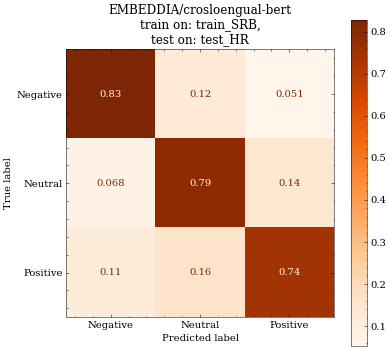 EMBEDDIA/crosloengual-bert
train on: train_SRB,
test on: test_HR
True label
Negative 0.83 0.12 0.051
Neutral 0.068 0.79 0.14
Positive 0.11 0.16 0.74
Negative Neutral Positive
Predicted label
0.8
0.7
0.6
0.5
0.4
0.3
0.2
0.1